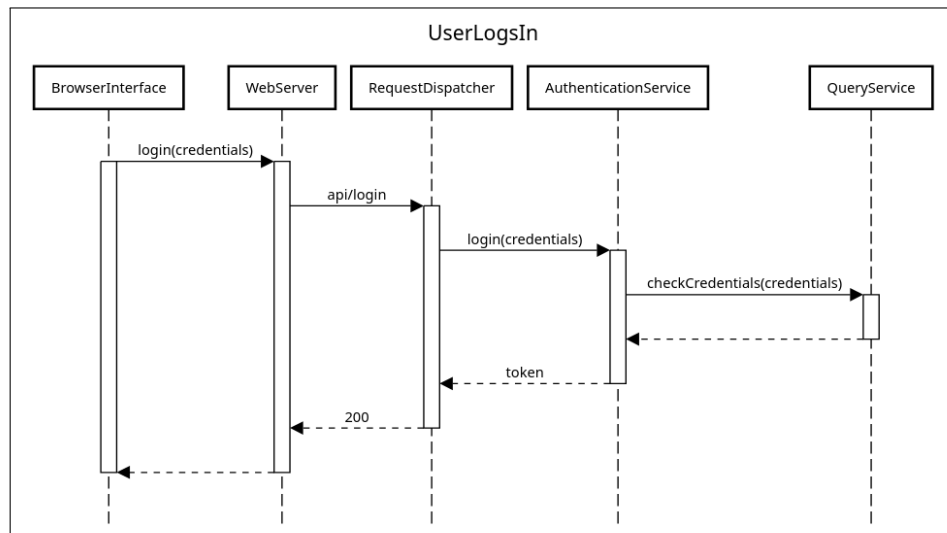 UserLogsIn
BrowserInterface
WebServer
RequestDispatcher
AuthenticationService
QueryService
login(credentials)
api/login
login(credentials)
checkCredentials(credentials)
token
200